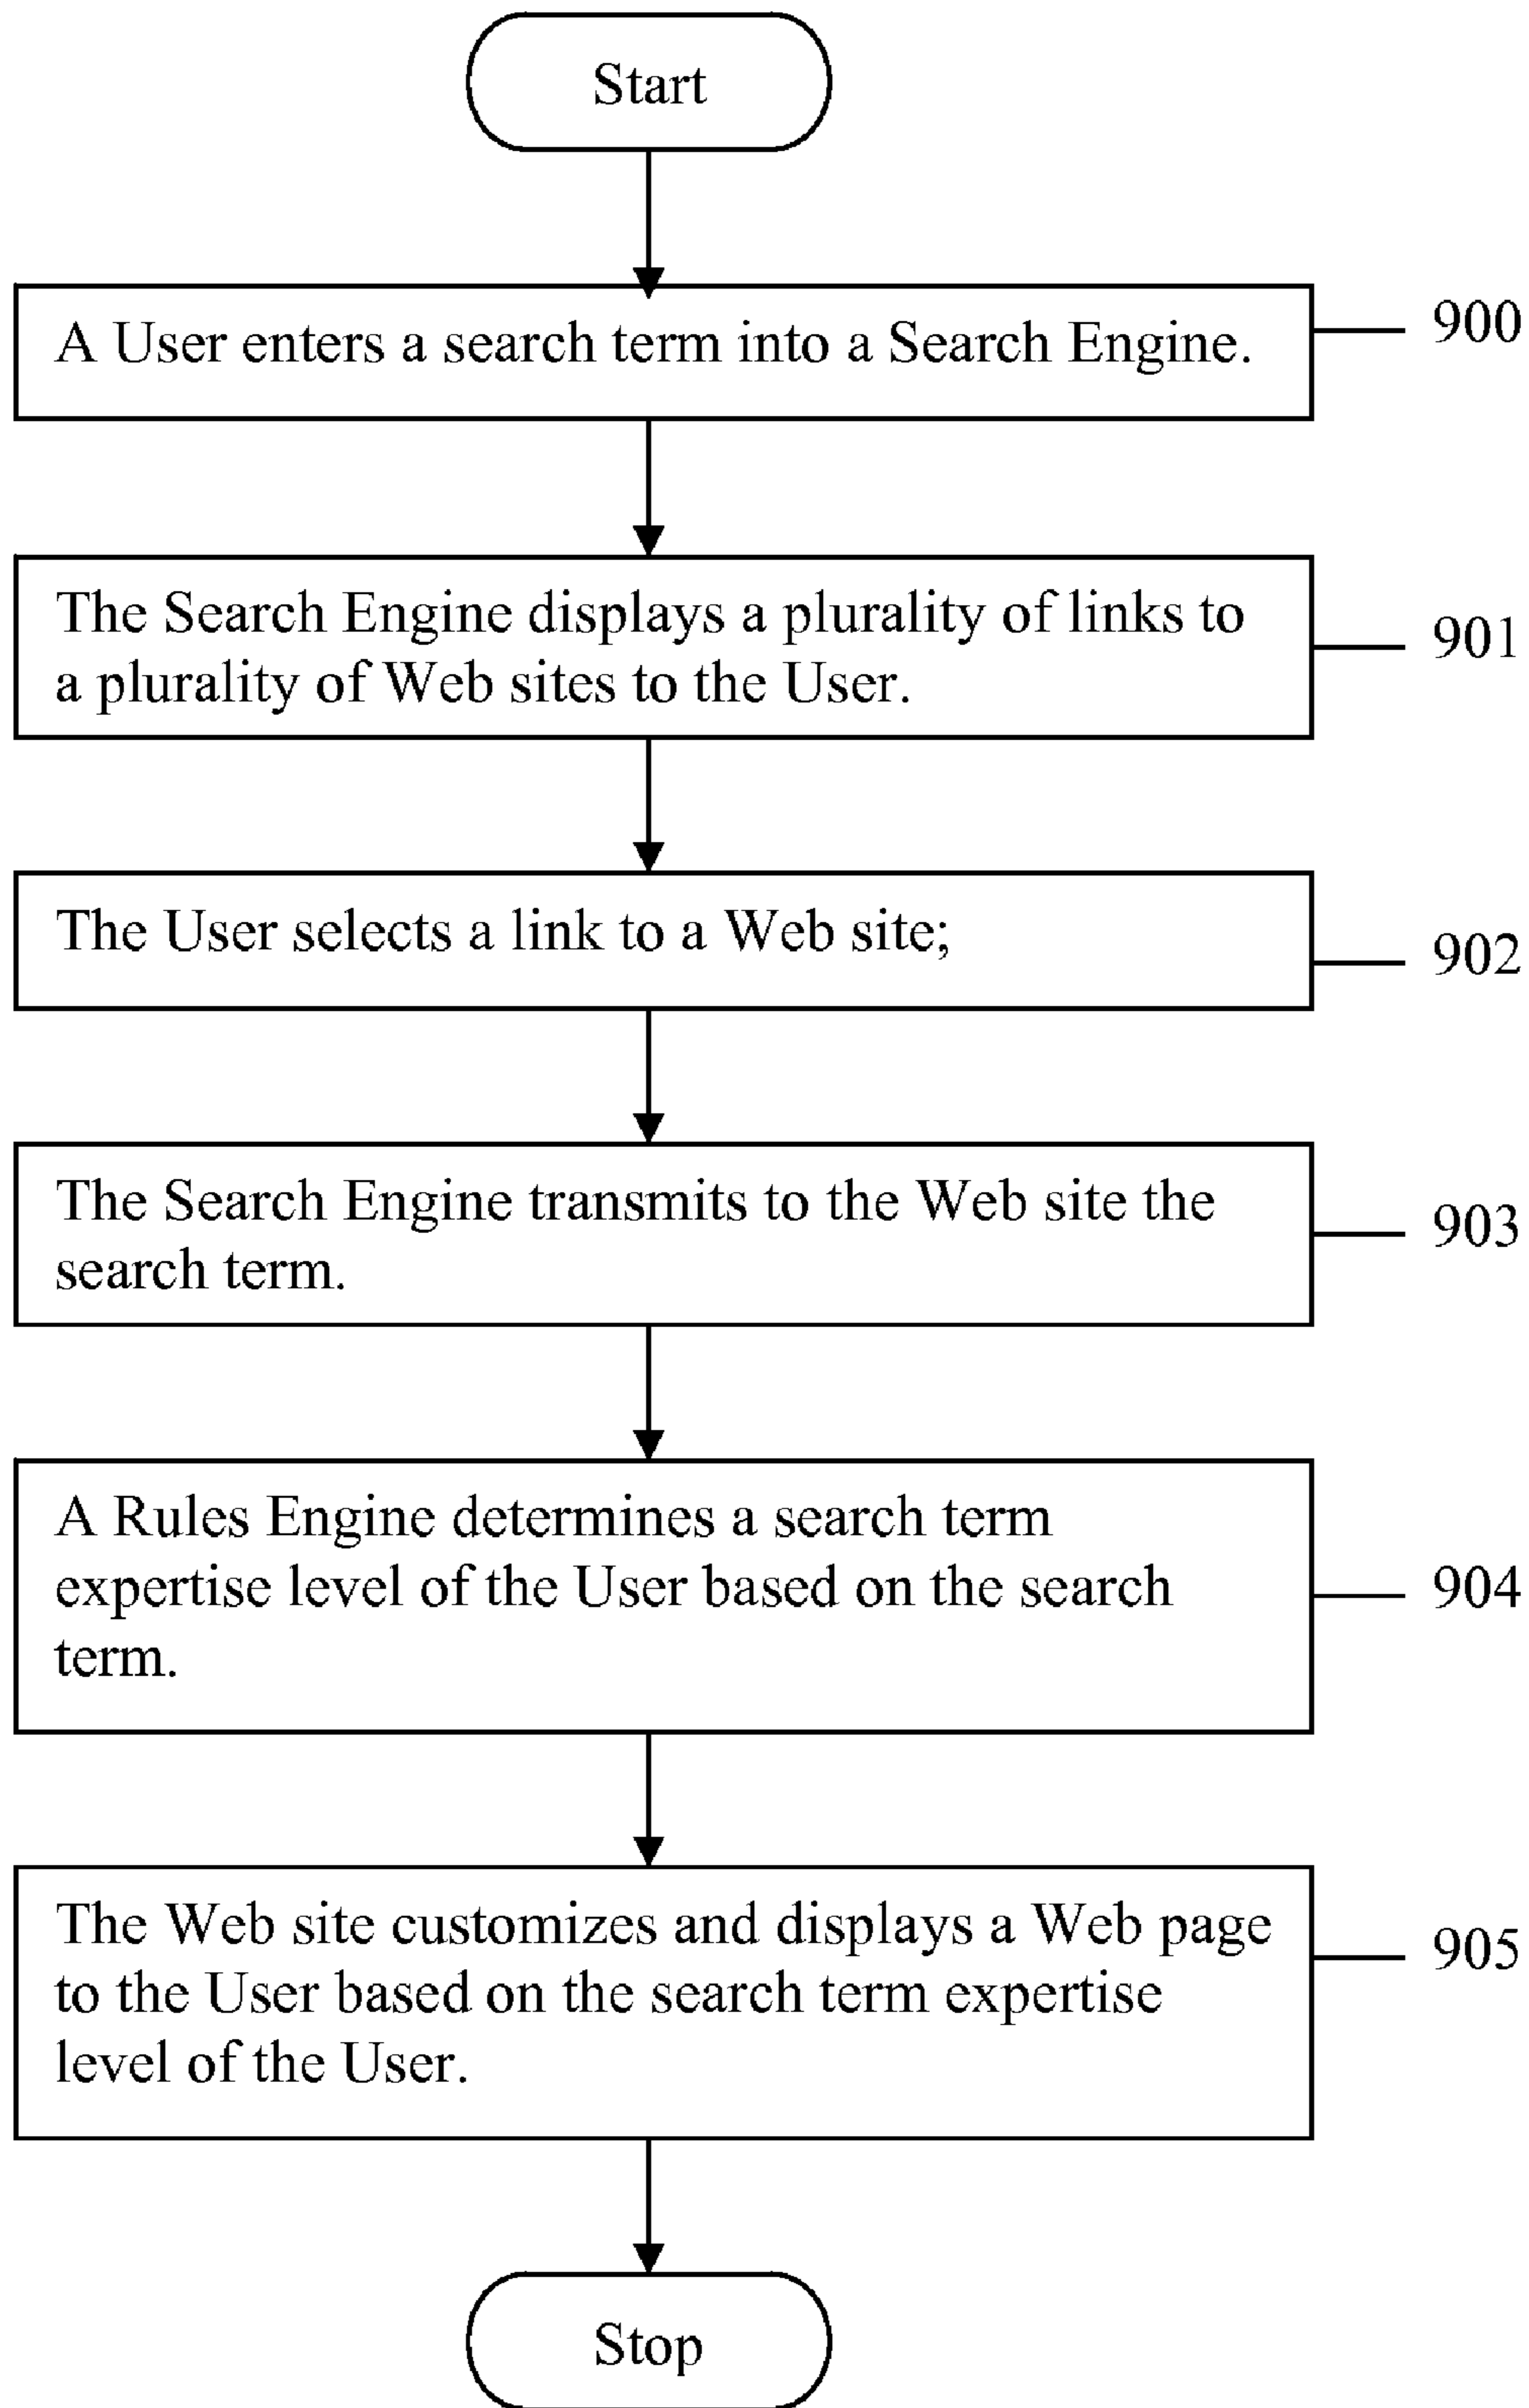 Start
A User enters a search term into a Search Engine.
900
The Search Engine displays a plurality of links to
a plurality of Web sites to the User.
901
The User selects a link to a Web site;
902
The Search Engine transmits to the Web site the
search term.
903
A Rules Engine determines a search term
expertise level of the User based on the search
term.
904
The Web site customizes and displays a Web page
to the User based on the search term expertise
level of the User.
905
Stop